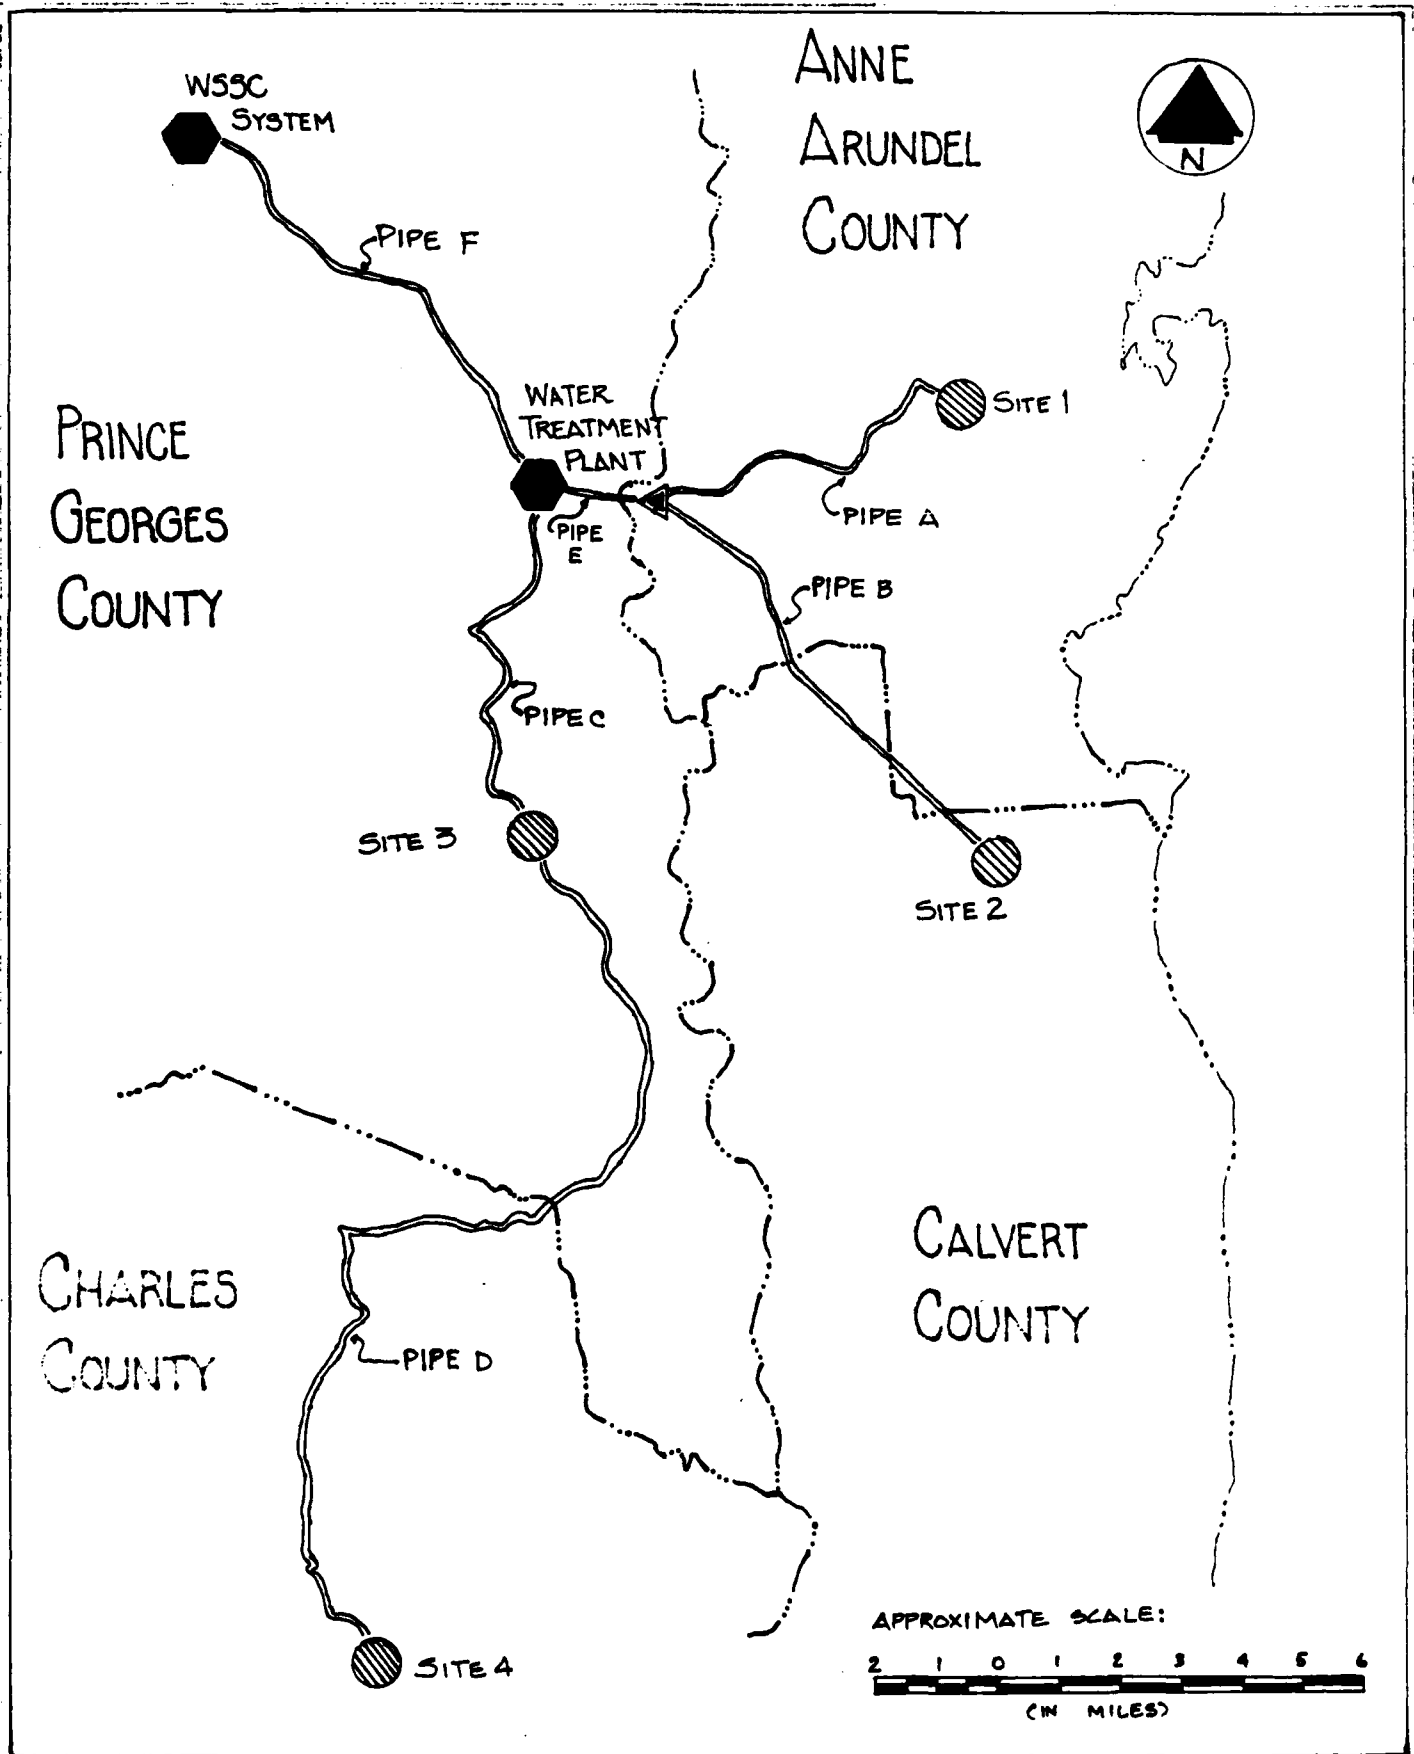 WSSC
SYSTEM
ANNE
ARUNDEL
COUNTY
N
PIPE F
PRINCE
GEORGES
COUNTY
WATER
TREATMENT
PLANT
SITE 1
PIPE A
PIPE
E
PIPE B
PIPE C
SITE 3
SITE 2
CHARLES
COUNTY
CALVERT
COUNTY
PIPE D
SITE 4
APPROXIMATE SCALE:
2 1 0 1 2 3 4 5 6
(IN MILES)